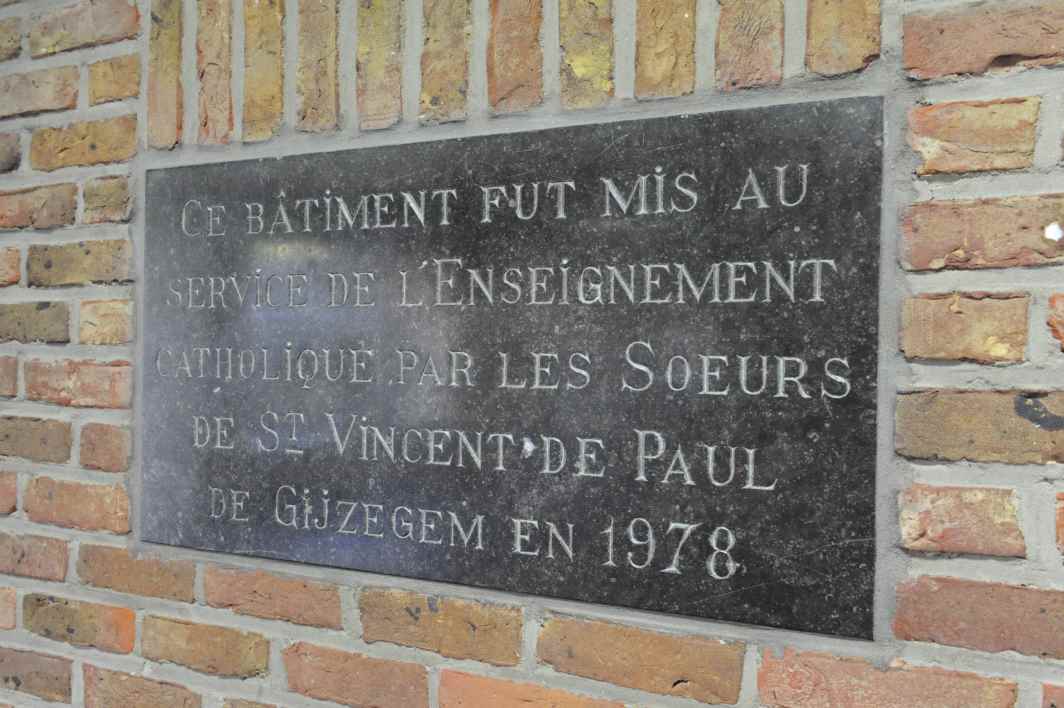 CE BÂTIMENT FUT MIS AU
SERVICE DE L'ENSEIGNEMENT
CATHOLIQUE PAR LES SOEURS
DE ST VINCENT DE PAUL
DE GIJZEGEM EN 1978